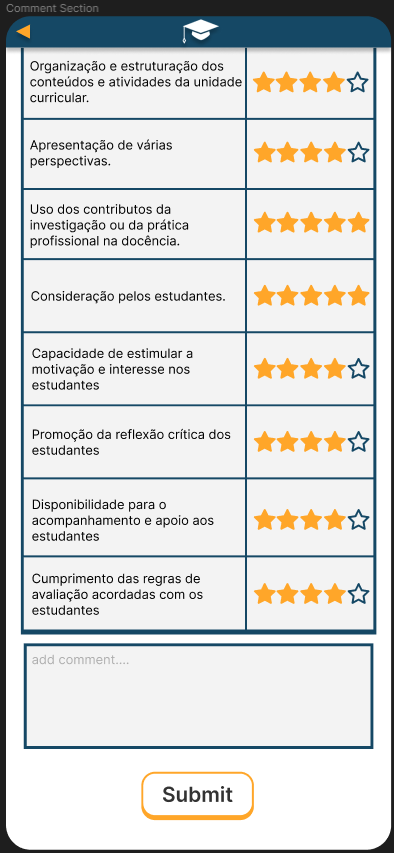 Comment Section
Organização e estruturação dos
conteúdos e atividades da unidade
curricular.
Apresentação de várias
perspectivas.
Uso dos contributos da
investigação ou da prática
profissional na docência.
Consideração pelos estudantes.
Capacidade de estimular a
motivação e interesse nos
estudantes
Promoção da reflexão crítica dos
estudantes
Disponibilidade para o
acompanhamento e apoio aos
estudantes
Cumprimento das regras de
avaliação acordadas com os
estudantes
add comment....
Submit